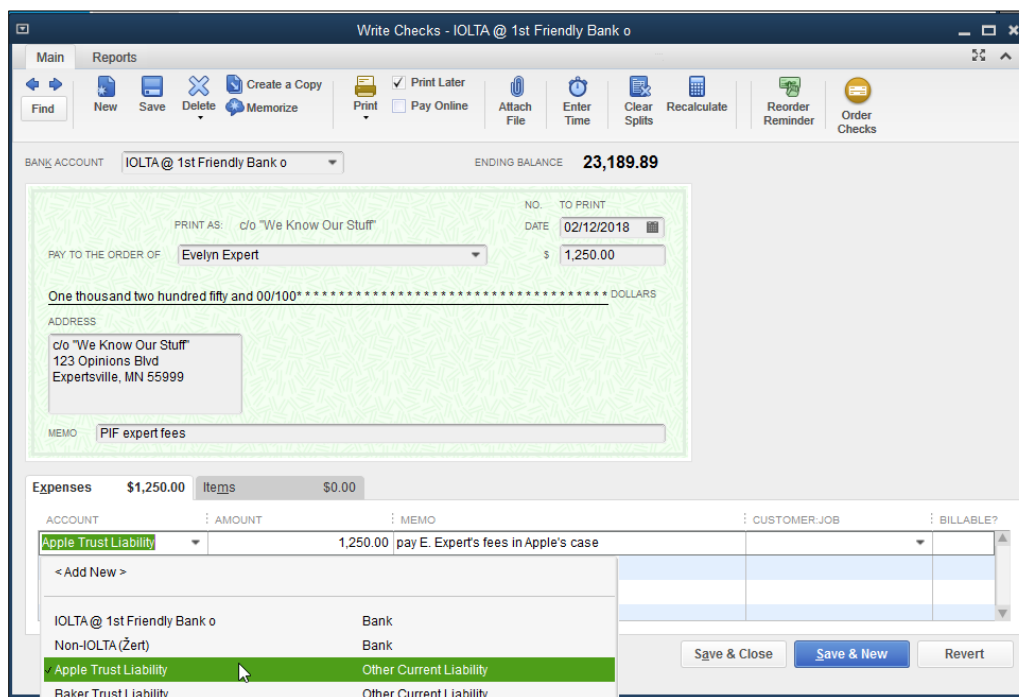 Write Checks - IOLTA @ 1st Friendly Bank o
Main Reports
Find New Save Delete Create a Copy Memorize Print Print Later Pay Online Attach File Enter Time Clear Splits Recalculate Reorder Reminder Order Checks
BANK ACCOUNT IOLTA @ 1st Friendly Bank o ENDING BALANCE 23,189.89
NO. TO PRINT
PRINT AS: c/o "We Know Our Stuff" DATE 02/12/2018
PAY TO THE ORDER OF Evelyn Expert $ 1,250.00
One thousand two hundred fifty and 00/100* * * * * * * * * * * * * * * * * * * * * * * * * * * * * * * * * * * * * * DOLLARS
ADDRESS
c/o "We Know Our Stuff"
123 Opinions Blvd
Expertsville, MN 55999
MEMO PIF expert fees
Expenses $1,250.00 Items $0.00
ACCOUNT AMOUNT MEMO CUSTOMER:JOB BILLABLE?
Apple Trust Liability 1,250.00 pay E. Expert's fees in Apple's case
< Add New >
IOLTA @ 1st Friendly Bank o Bank
Non-IOLTA (Žert) Bank
Apple Trust Liability Other Current Liability
Baker Trust Liability Other Current Liability
Save & Close Save & New Revert